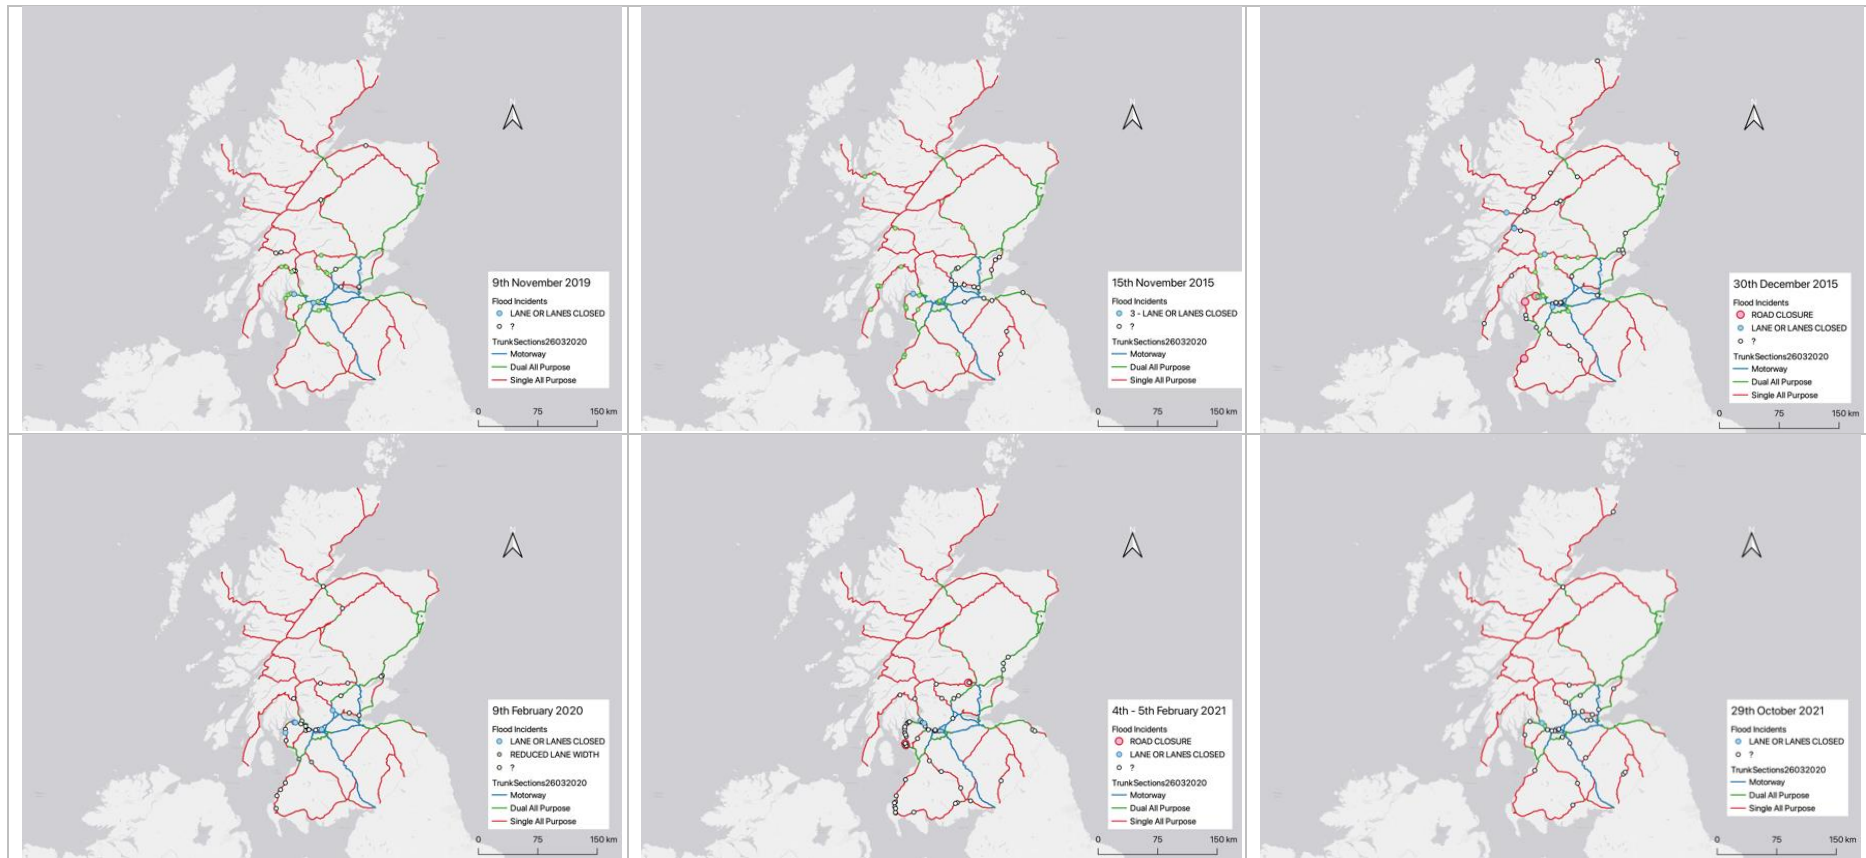 N
9th November 2019
Flood Incidents
LANE OR LANES CLOSED
?
TrunkSections26032020
Motorway
Dual All Purpose
Single All Purpose
0 75 150 km
N
15th November 2015
Flood Incidents
3 - LANE OR LANES CLOSED
?
TrunkSections26032020
Motorway
Dual All Purpose
Single All Purpose
0 75 150 km
N
30th December 2015
Flood Incidents
ROAD CLOSURE
LANE OR LANES CLOSED
?
TrunkSections26032020
Motorway
Dual All Purpose
Single All Purpose
0 75 150 km
N
9th February 2020
Flood Incidents
LANE OR LANES CLOSED
REDUCED LANE WIDTH
?
TrunkSections26032020
Motorway
Dual All Purpose
Single All Purpose
0 75 150 km
N
4th - 5th February 2021
Flood Incidents
ROAD CLOSURE
LANE OR LANES CLOSED
?
TrunkSections26032020
Motorway
Dual All Purpose
Single All Purpose
0 75 150 km
N
29th October 2021
Flood Incidents
LANE OR LANES CLOSED
?
TrunkSections26032020
Motorway
Dual All Purpose
Single All Purpose
0 75 150 km